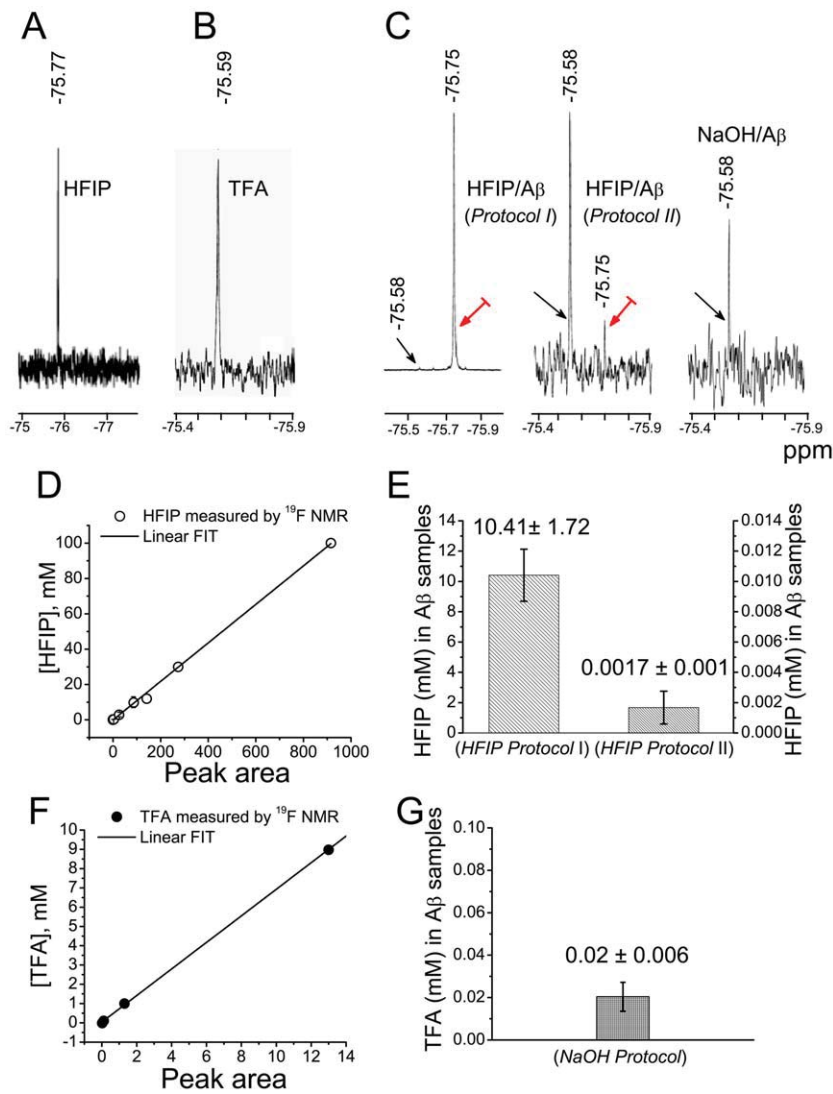 A
B
C
-75.77
-75.59
-75.75
-75.58
NaOH/Aβ
-75.58
HFIP
TFA
HFIP/Aβ
(Protocol I)
HFIP/Aβ
(Protocol II)
-75.58
-75.75
-75 -76 -77
-75.4 -75.9
-75.5 -75.7 -75.9
-75.4 -75.9
-75.4 -75.9
ppm
D
HFIP measured by ¹⁹F NMR
Linear FIT
[HFIP], mM
100
80
60
40
20
0
0 200 400 600 800 1000
Peak area
E
HFIP (mM) in Aβ samples
14
12
10
8
6
4
2
0
10.41± 1.72
0.0017 ± 0.001
0.014
0.012
0.010
0.008
0.006
0.004
0.002
0.000
HFIP (mM) in Aβ samples
(HFIP Protocol I) (HFIP Protocol II)
F
TFA measured by ¹⁹F NMR
Linear FIT
[TFA], mM
9
8
7
6
5
4
3
2
1
0
-1
0 2 4 6 8 10 12 14
Peak area
G
TFA (mM) in Aβ samples
0.10
0.08
0.06
0.04
0.02
0.00
0.02 ± 0.006
(NaOH Protocol)